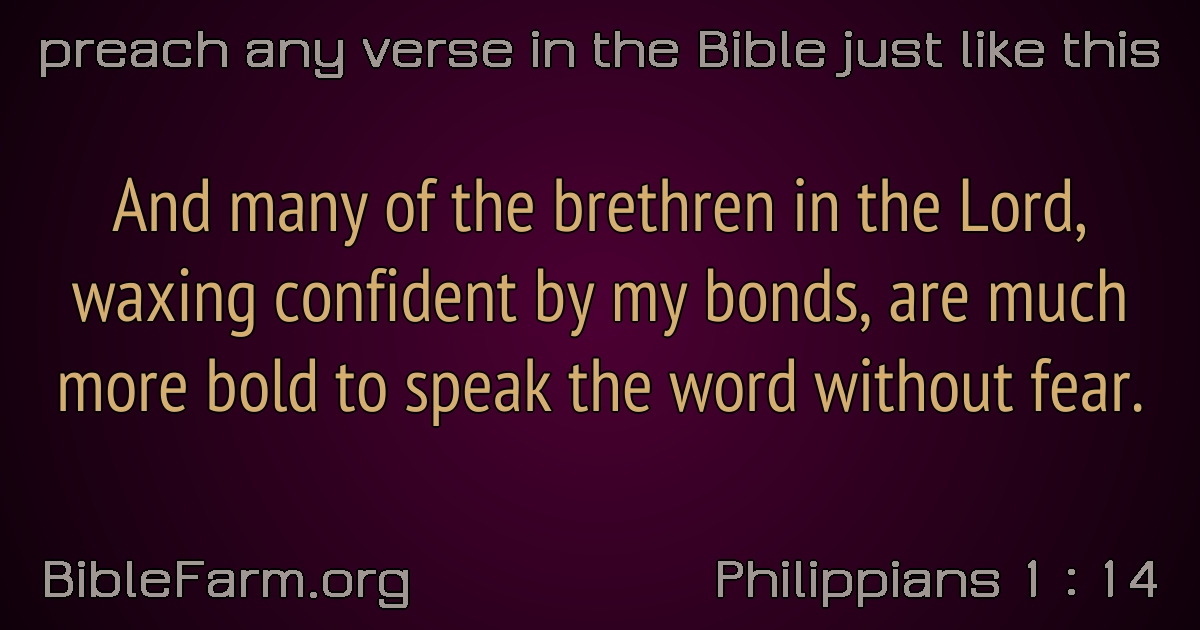 preach any verse in the Bible just like this
And many of the brethren in the Lord,
waxing confident by my bonds, are much
more bold to speak the word without fear.
BibleFarm.org
Philippians 1 : 14